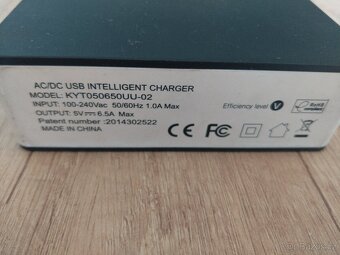 AC/DC USB INTELLIGENT CHARGER
MODEL: KYT050650UU-02
INPUT: 100-240Vac 50/60Hz 1.0A Max
OUTPUT: 5V⎓6.5A Max
Patent number: 2014302522
MADE IN CHINA
Efficiency level V
RoHS
CE FC